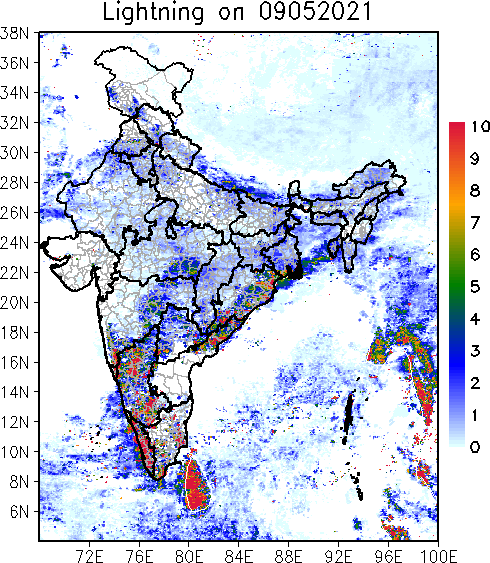 Lightning on 09052021
38N
36N
34N
32N
30N
28N
26N
24N
22N
20N
18N
16N
14N
12N
10N
8N
6N
72E 76E 80E 84E 88E 92E 96E 100E
10
9
8
7
6
5
4
3
2
1
0